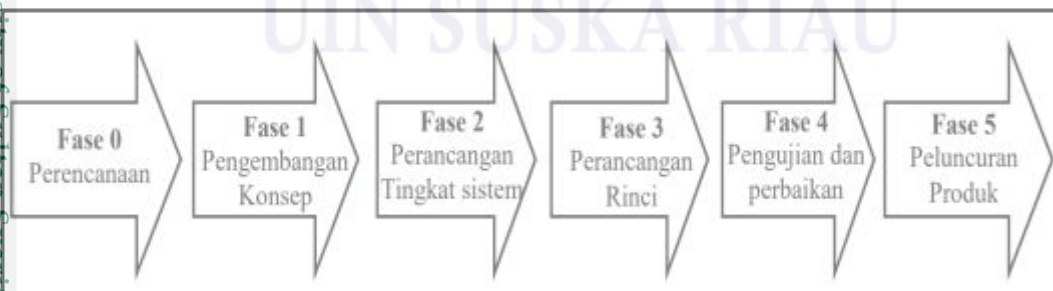 UIN SUSKA RIAU
Fase 0
Perencanaan
Fase 1
Pengembangan
Konsep
Fase 2
Perancangan
Tingkat sistem
Fase 3
Perancangan
Rinci
Fase 4
Pengujian dan
perbaikan
Fase 5
Peluncuran
Produk